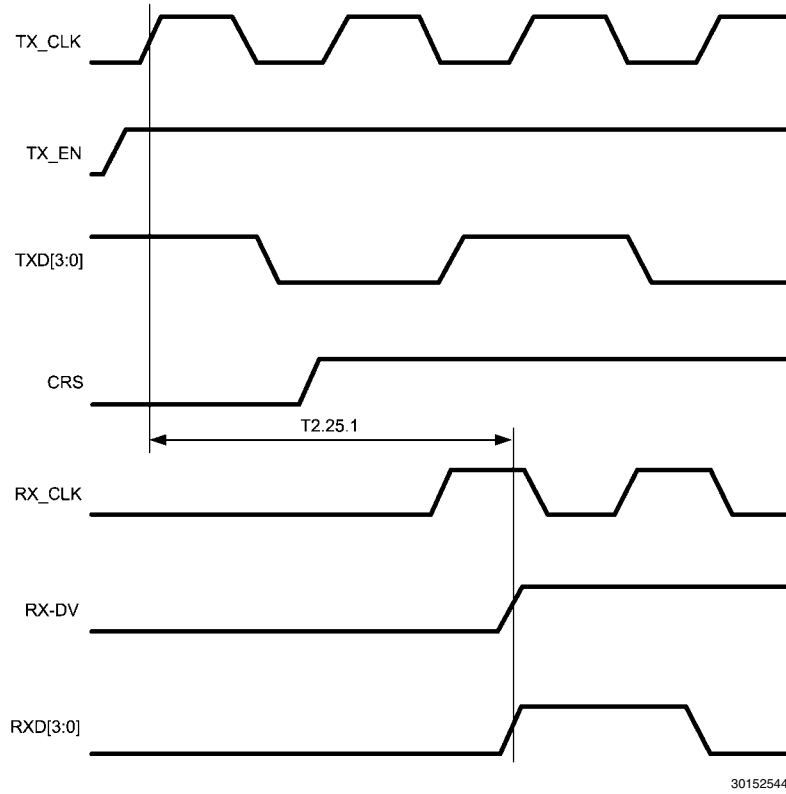 TX_CLK
TX_EN
TXD[3:0]
CRS
T2.25.1
RX_CLK
RX-DV
RXD[3:0]
30152544